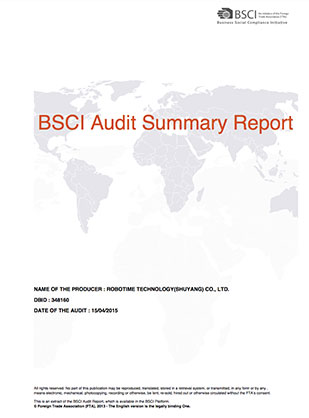 BSCI
An initiative of the Foreign
Trade Association (FTA)
Business Social Compliance Initiative
BSCI Audit Summary Report
NAME OF THE PRODUCER : ROBOTIME TECHNOLOGY(SHUYANG) CO., LTD.
DBID : 348160
DATE OF THE AUDIT : 15/04/2015
All rights reserved. No part of this publication may be reproduced, translated, stored in a retrieval system, or transmitted, in any form or by any
means electronic, mechanical, photocopying, recording or otherwise, be lent, re-sold, hired out or otherwise circulated without the FTA's consent.
This is an extract of the BSCI Audit Report, which is available in the BSCI Platform.
© Foreign Trade Association (FTA), 2013 - The English version is the legally binding One.